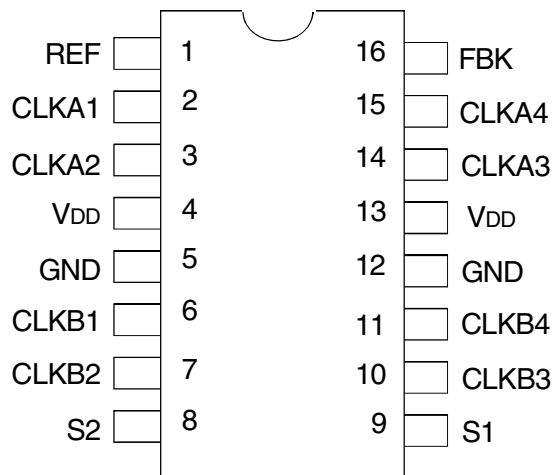 REF 1 16 FBK
CLKA1 2 15 CLKA4
CLKA2 3 14 CLKA3
VDD 4 13 VDD
GND 5 12 GND
CLKB1 6 11 CLKB4
CLKB2 7 10 CLKB3
S2 8 9 S1